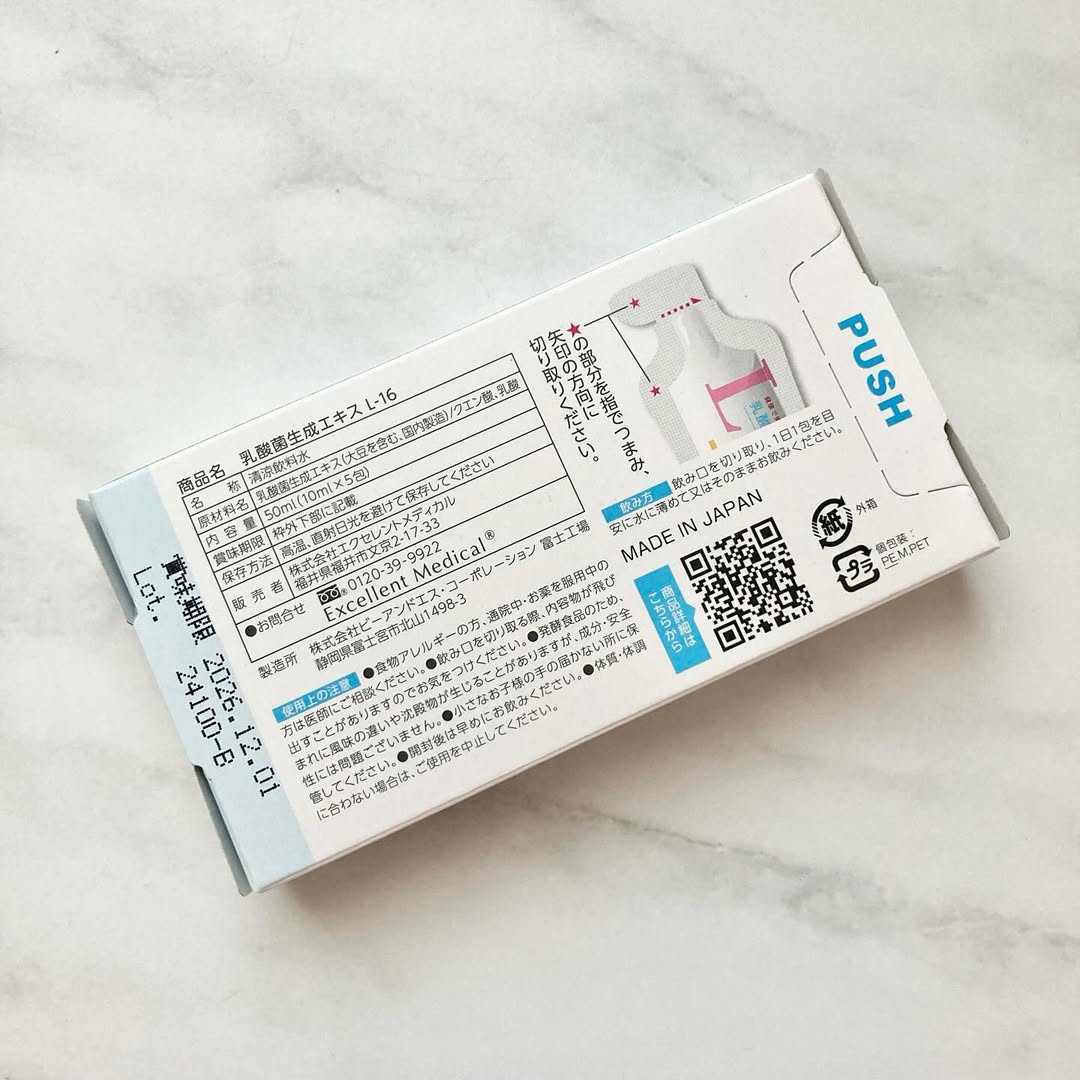 商品名 乳酸菌生成エキス L-16
名称 清涼飲料水
原材料名 乳酸菌生成エキス(大豆を含む、国内製造)/クエン酸、乳酸
内容量 50ml(10ml×5包)
賞味期限 枠外下部に記載
保存方法 高温、直射日光を避けて保存してください
販売者 株式会社エクセレントメディカル
福井県福井市文京2-17-33
●お問合せ 0120-39-9922
Excellent Medical®
製造所 株式会社ビーアンドエス・コーポレーション 富士工場
静岡県富士宮市北山1498-3
使用上の注意 ●食物アレルギーの方、通院中・お薬を服用中の
方は医師にご相談ください。●飲み口を切り取る際、内容物が飛び
出すことがありますのでお気をつけください。●発酵食品のため、
まれに風味の違いや沈殿物が生じることがありますが、成分・安全
性には問題ございません。●小さなお子様の手の届かない所に保
管してください。●開封後は早めにお飲みください。●体質・体調
に合わない場合は、ご使用を中止してください。
賞味期限 2026.12.01
Lot. 2410D-B
★の部分を指でつまみ、
矢印の方向に
切り取りください。
L
乳酸
飲み方 飲み口を切り取り、1日1包を目
安に水に薄めて又はそのままお飲みください。
MADE IN JAPAN
商品詳細は
こちらから
紙
外箱
プラ
個包装:
PE.M.PET
PUSH